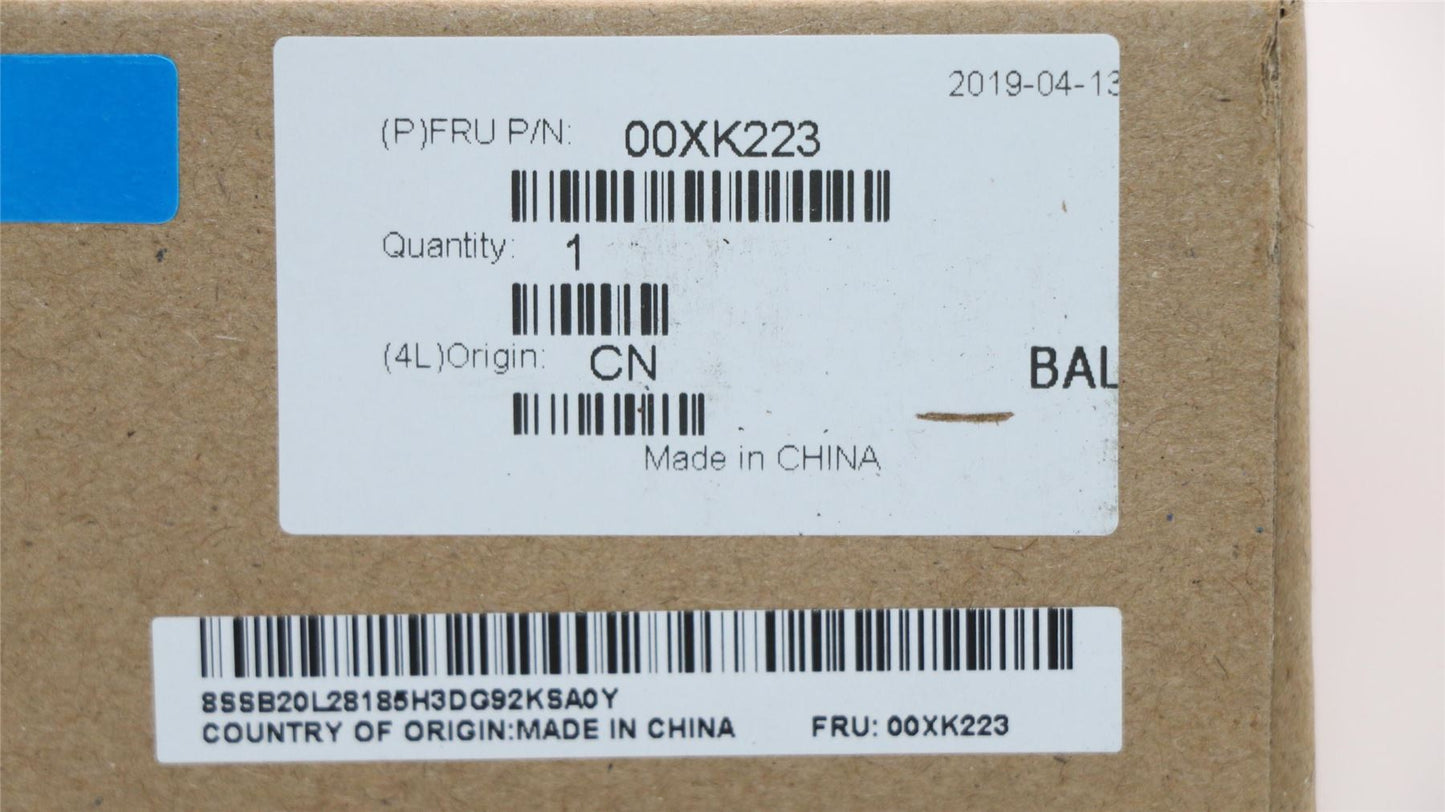 2019-04-13
(P)FRU P/N: 00XK223
Quantity: 1
(4L)Origin: CN
BAL
Made in CHINA
8SSB20L28185H3DG92KSA0Y
COUNTRY OF ORIGIN:MADE IN CHINA FRU: 00XK223